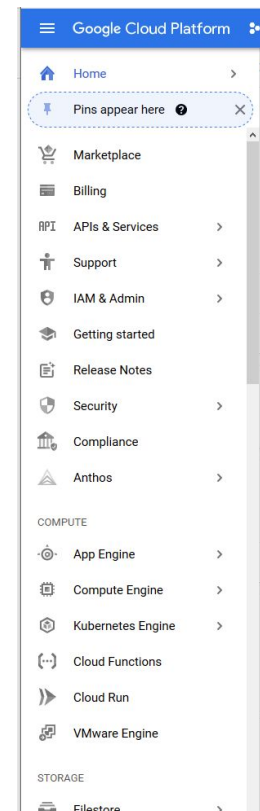 Google Cloud Platform
Home
Pins appear here
Marketplace
Billing
API APIs & Services
Support
IAM & Admin
Getting started
Release Notes
Security
Compliance
Anthos
COMPUTE
App Engine
Compute Engine
Kubernetes Engine
Cloud Functions
Cloud Run
VMware Engine
STORAGE
Filestore